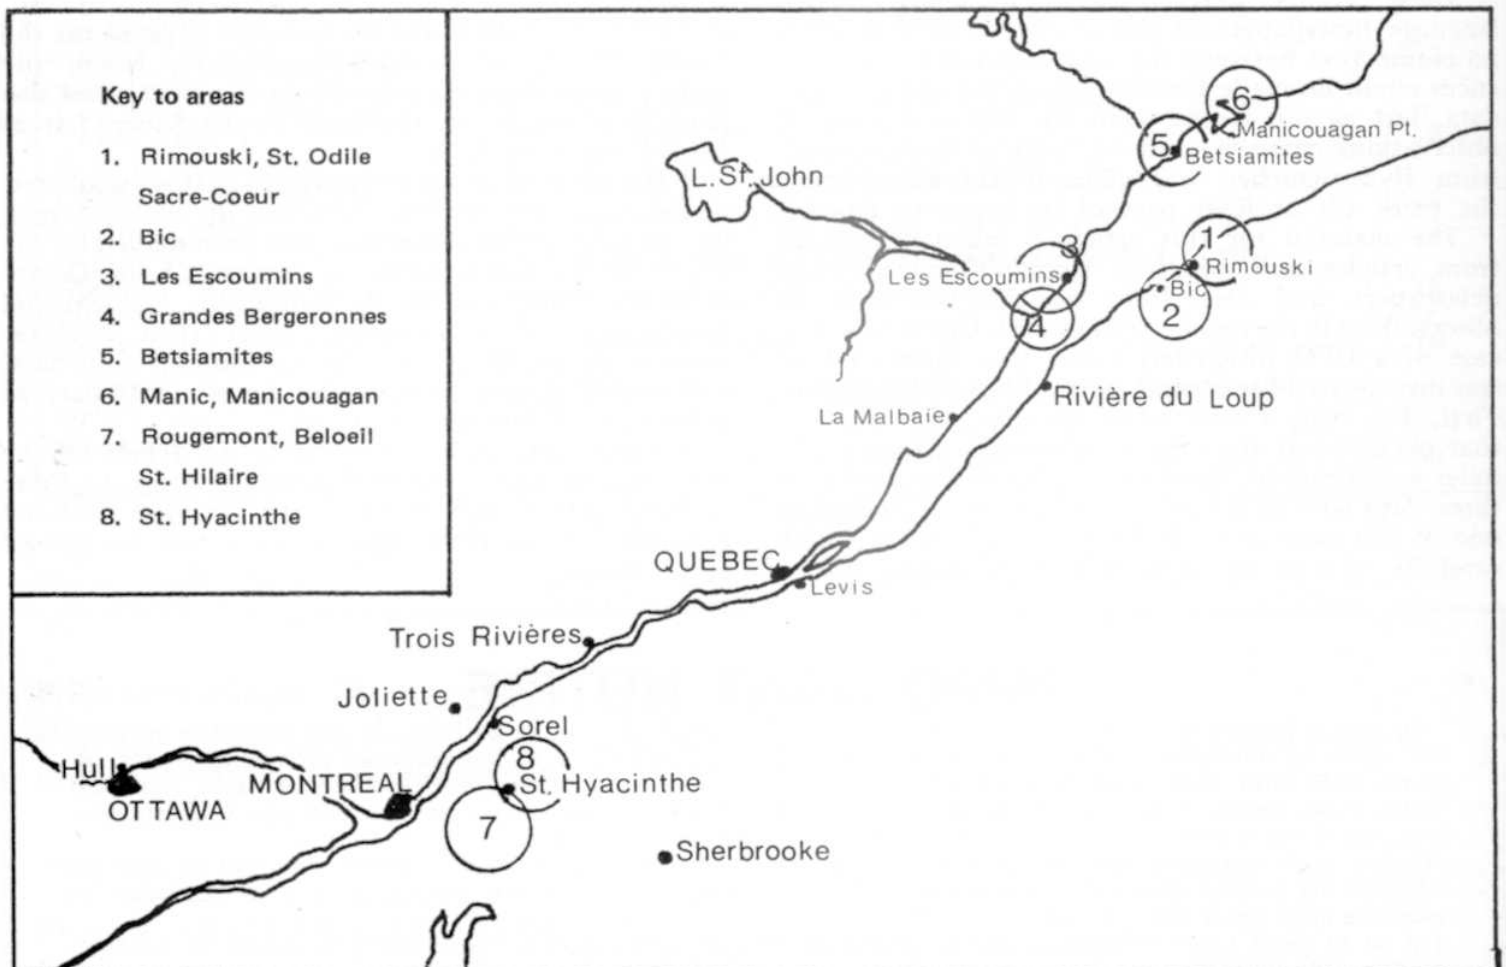 Key to areas
1. Rimouski, St. Odile
Sacre-Coeur
2. Bic
3. Les Escoumins
4. Grandes Bergeronnes
5. Betsiamites
6. Manic, Manicouagan
7. Rougemont, Beloeil
St. Hilaire
8. St. Hyacinthe
6
Manicouagan Pt.
5
Betsiamites
L. St. John
1
3
Rimouski
Les Escoumins
Bic
4
2
Rivière du Loup
La Malbaie
QUEBEC
Levis
Trois Rivières
Joliette
Sorel
8
Hull
MONTREAL
St. Hyacinthe
OTTAWA
7
Sherbrooke